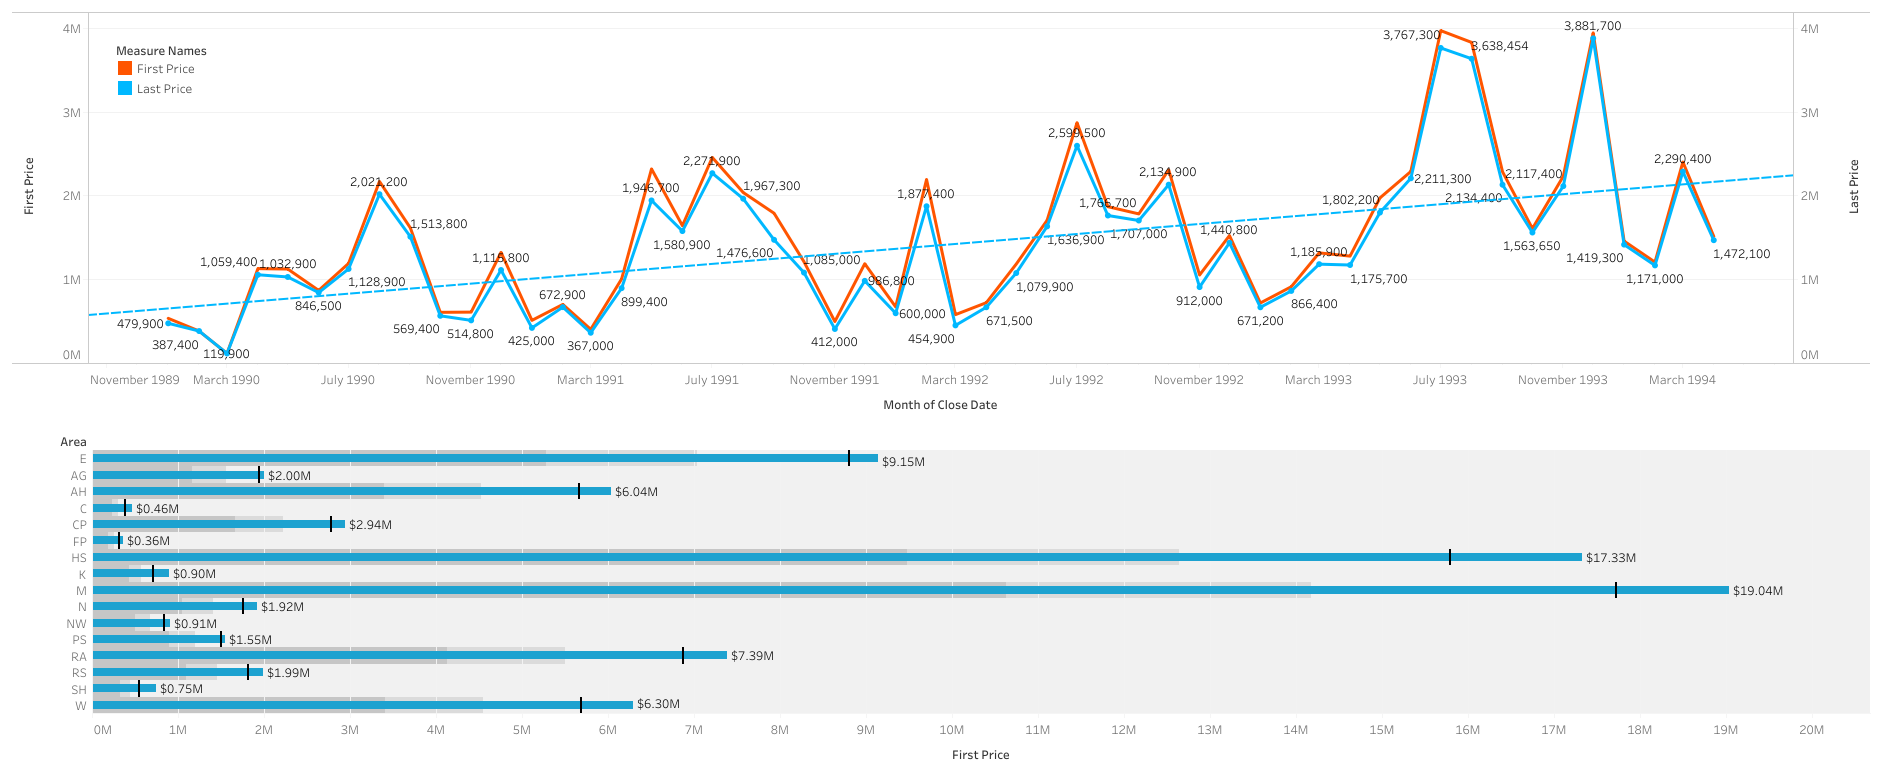 4M
3M
2M
1M
0M
First Price
Measure Names
First Price
Last Price
479,900
387,400
119,900
1,059,400
1,032,900
846,500
1,128,900
2,021,200
1,513,800
569,400
514,800
1,115,800
425,000
672,900
367,000
899,400
1,946,700
1,580,900
2,271,900
1,967,300
1,476,600
1,085,000
412,000
986,800
600,000
1,877,400
454,900
671,500
1,079,900
1,636,900
2,599,500
1,766,700
1,707,000
2,134,900
912,000
1,440,800
671,200
866,400
1,185,900
1,175,700
1,802,200
2,211,300
3,767,300
3,638,454
2,134,400
1,563,650
2,117,400
3,881,700
1,419,300
1,171,000
2,290,400
1,472,100
4M
3M
2M
1M
0M
Last Price
November 1989 March 1990 July 1990 November 1990 March 1991 July 1991 November 1991 March 1992 July 1992 November 1992 March 1993 July 1993 November 1993 March 1994
Month of Close Date
Area
E $9.15M
AG $2.00M
AH $6.04M
C $0.46M
CP $2.94M
FP $0.36M
HS $17.33M
K $0.90M
M $19.04M
N $1.92M
NW $0.91M
PS $1.55M
RA $7.39M
RS $1.99M
SH $0.75M
W $6.30M
0M 1M 2M 3M 4M 5M 6M 7M 8M 9M 10M 11M 12M 13M 14M 15M 16M 17M 18M 19M 20M
First Price